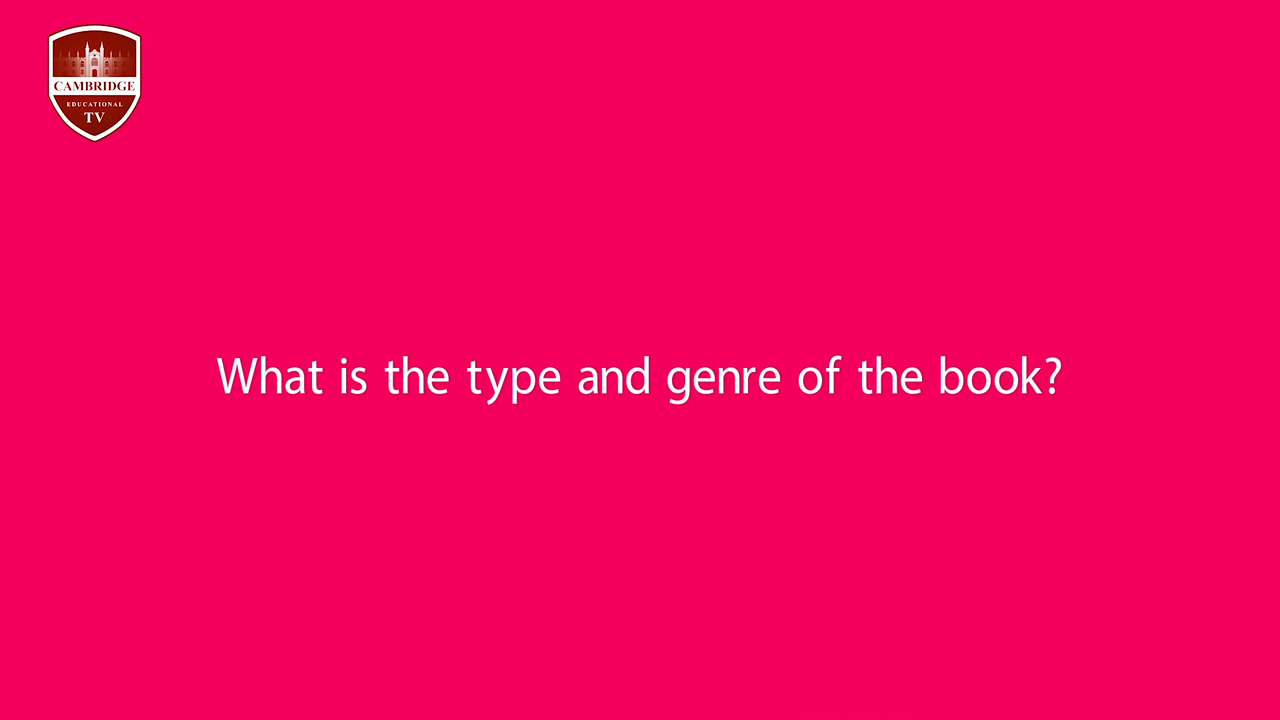 CAMBRIDGE
EDUCATIONAL
TV
What is the type and genre of the book?